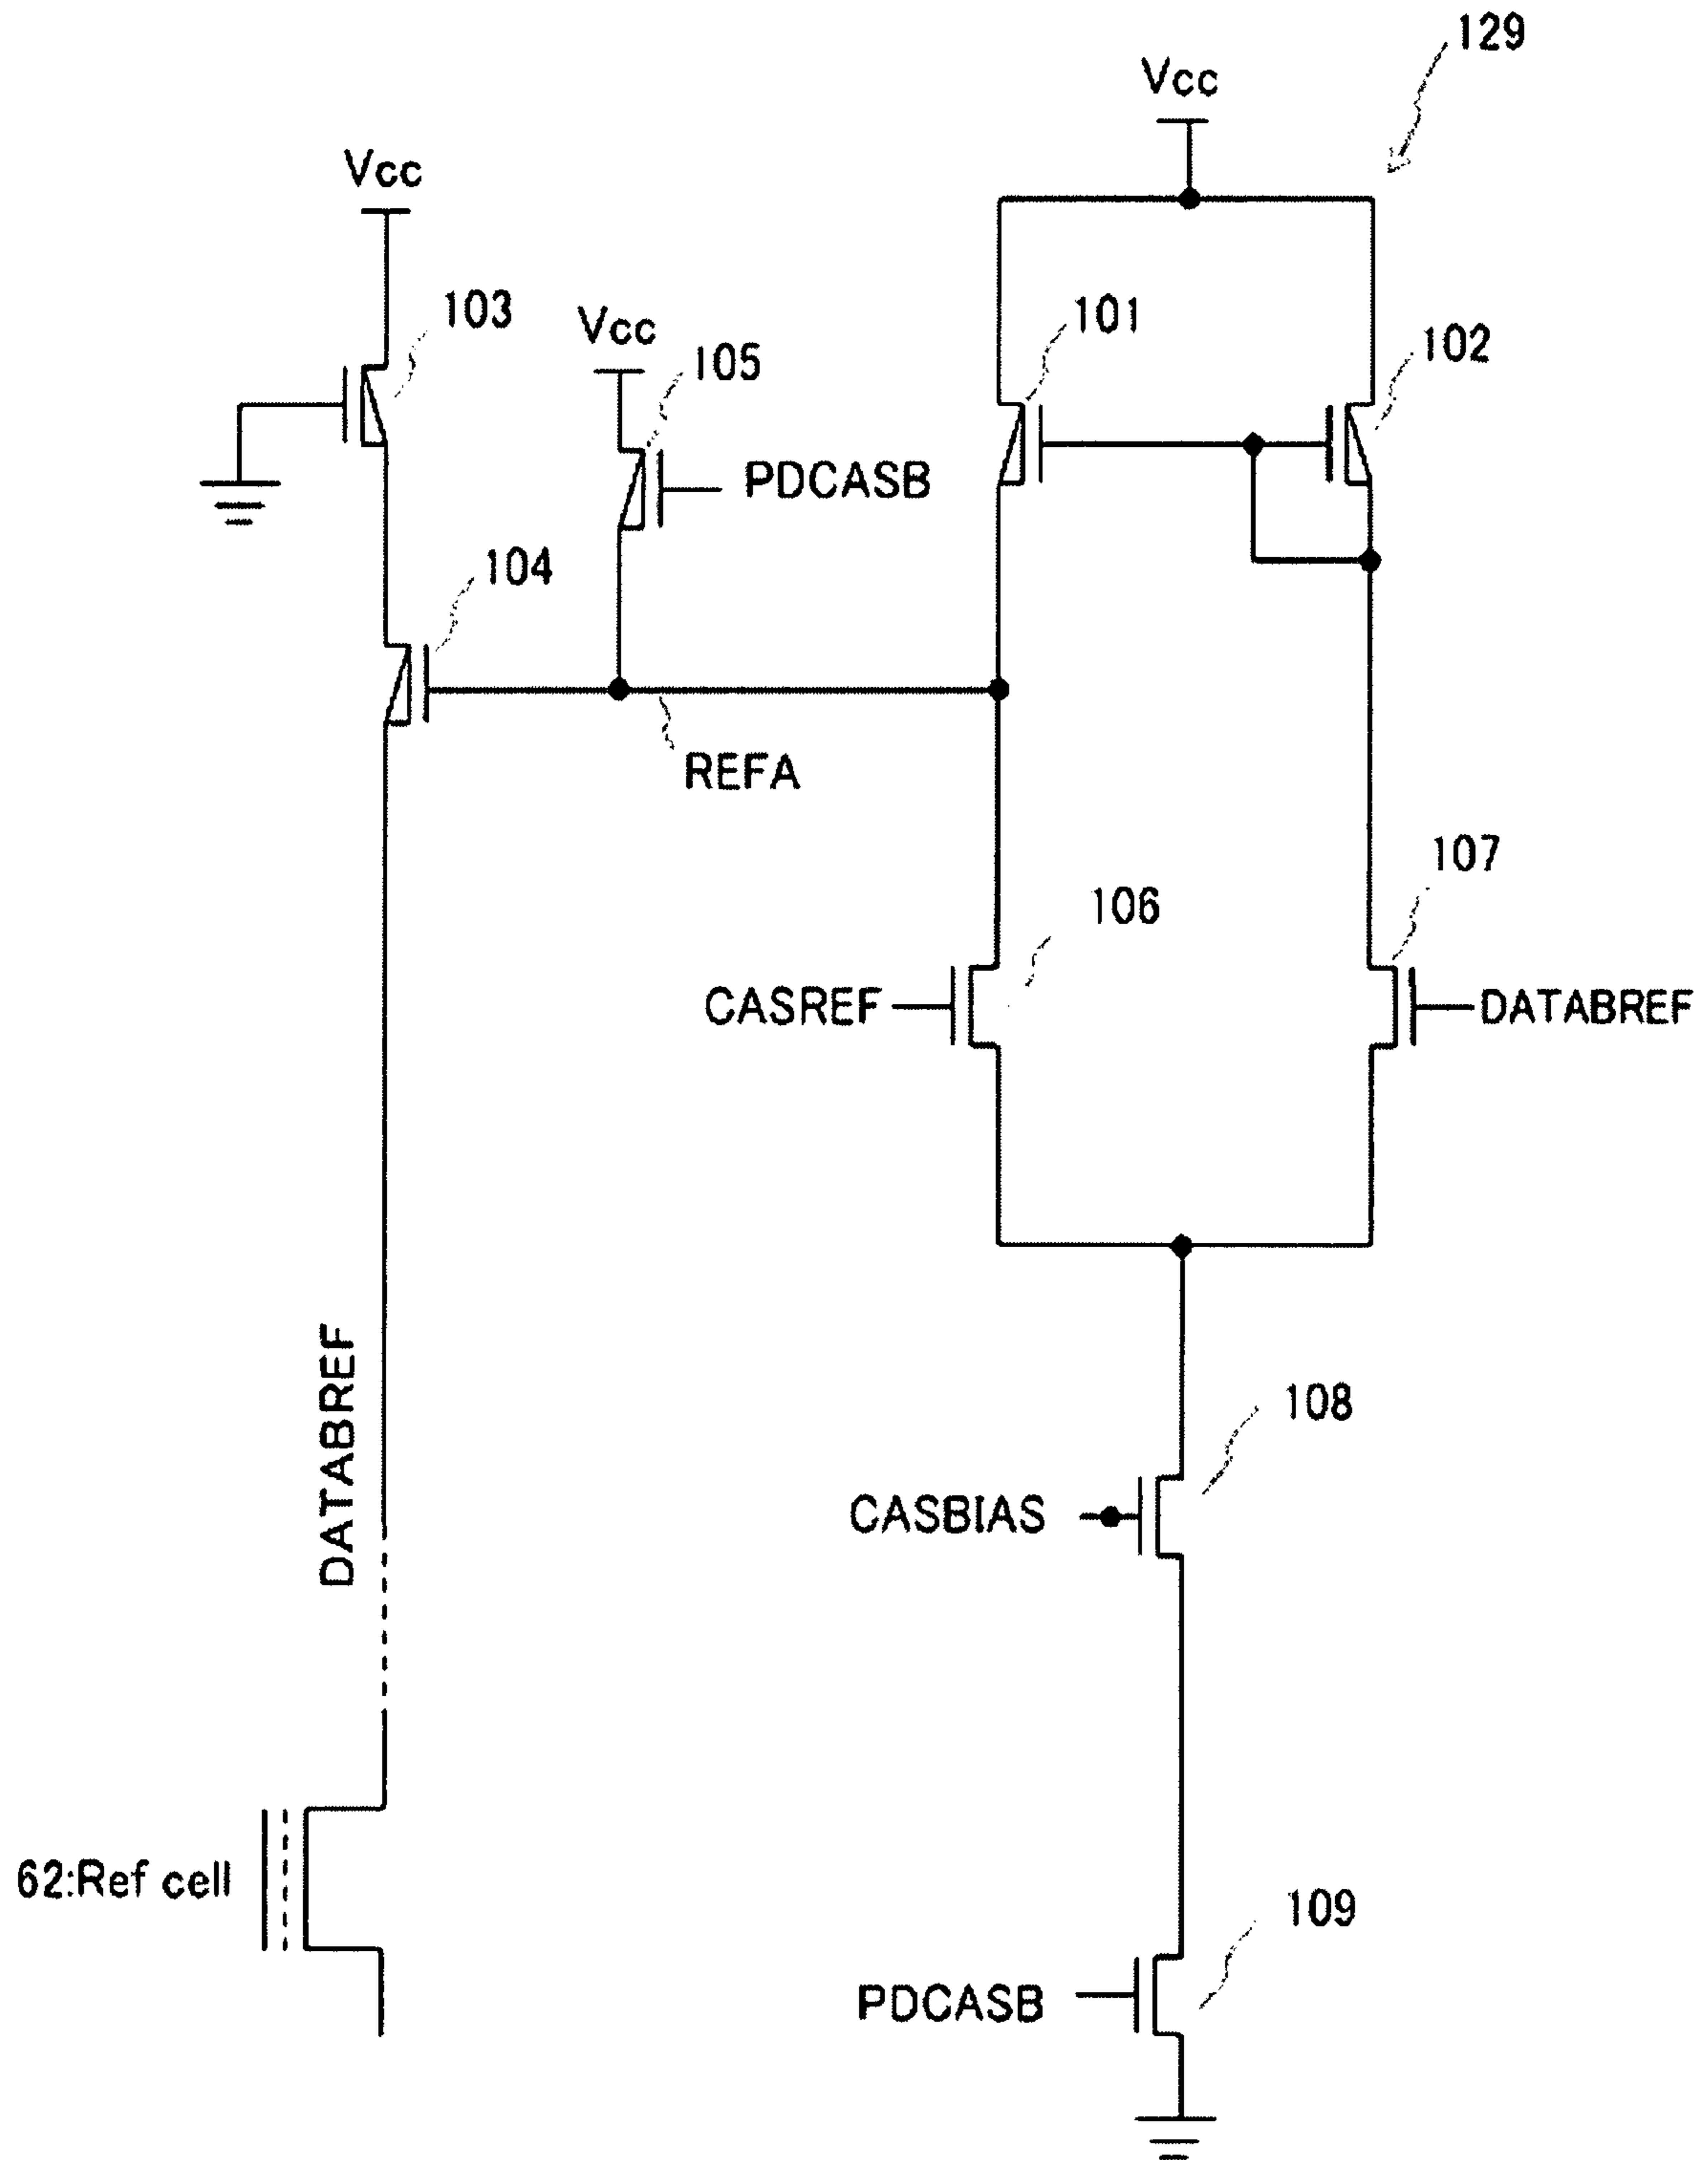 129
Vcc
Vcc
103
Vcc
105
101
102
PDCASB
104
REFA
107
106
CASREF
DATABREF
DATABREF
108
CASBIAS
62:Ref cell
109
PDCASB